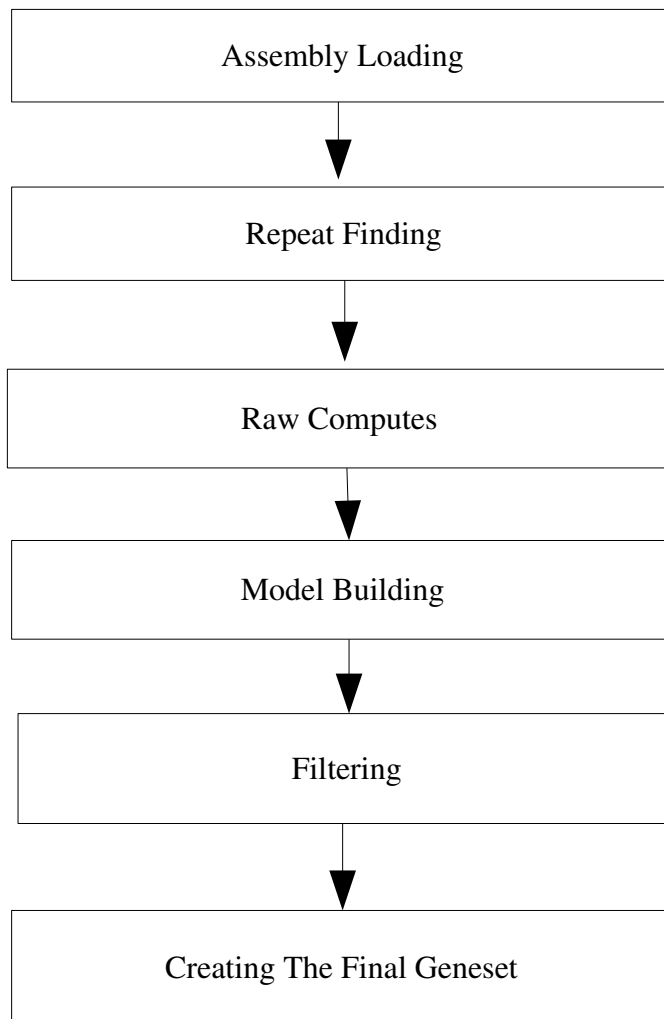 Assembly Loading
Repeat Finding
Raw Computes
Model Building
Filtering
Creating The Final Geneset